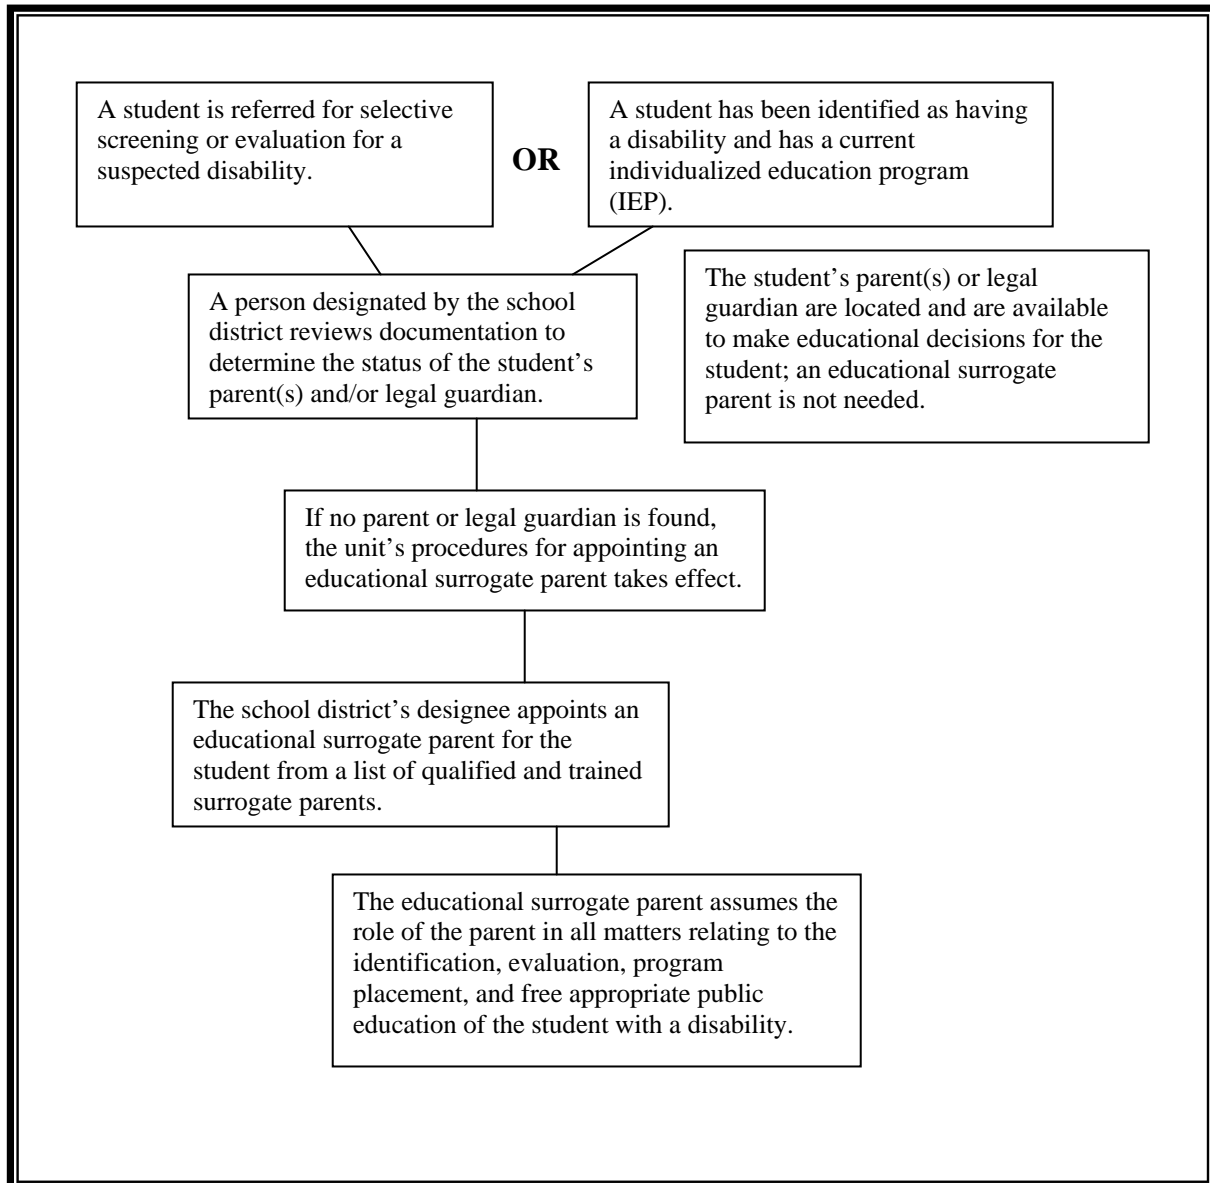 A student is referred for selective
screening or evaluation for a
suspected disability.
OR
A student has been identified as having
a disability and has a current
individualized education program
(IEP).
A person designated by the school
district reviews documentation to
determine the status of the student’s
parent(s) and/or legal guardian.
The student’s parent(s) or legal
guardian are located and are available
to make educational decisions for the
student; an educational surrogate
parent is not needed.
If no parent or legal guardian is found,
the unit’s procedures for appointing an
educational surrogate parent takes effect.
The school district’s designee appoints an
educational surrogate parent for the
student from a list of qualified and trained
surrogate parents.
The educational surrogate parent assumes the
role of the parent in all matters relating to the
identification, evaluation, program
placement, and free appropriate public
education of the student with a disability.